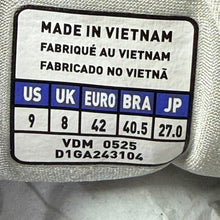 MADE IN VIETNAM
FABRIQUÉ AU VIETNAM
FABRICADO NO VIETNÃ
US UK EURO BRA JP
9 8 42 40.5 27.0
VDM 0525
D1GA243104